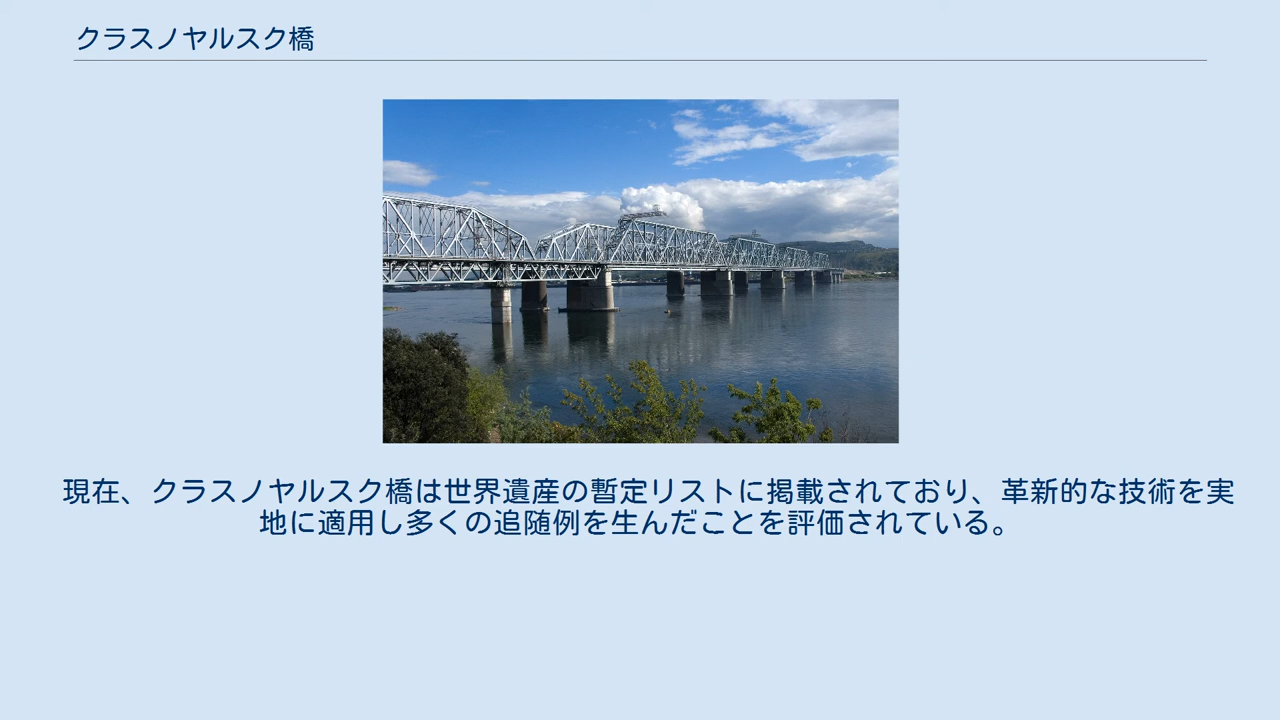 クラスノヤルスク橋
現在、クラスノヤルスク橋は世界遺産の暫定リストに掲載されており、革新的な技術を実
地に適用し多くの追随例を生んだことを評価されている。